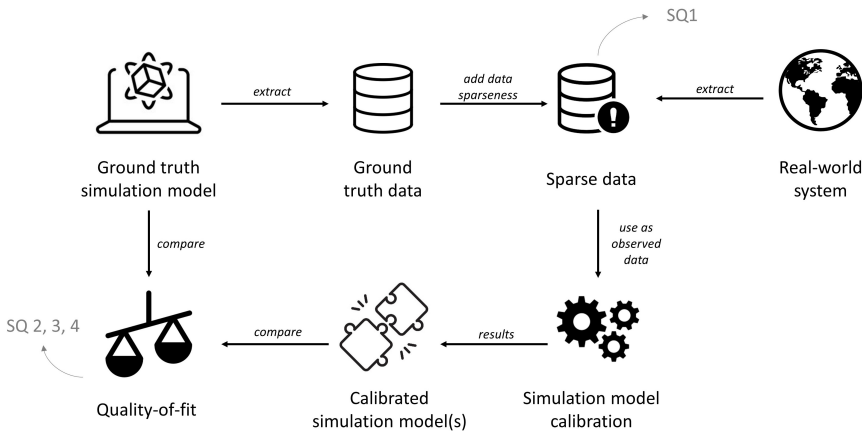 SQ1
extract
add data
sparseness
extract
Ground truth
simulation model
Ground
truth data
Sparse data
Real-world
system
compare
use as
observed
data
SQ 2, 3, 4
compare
results
Quality-of-fit
Calibrated
simulation model(s)
Simulation model
calibration